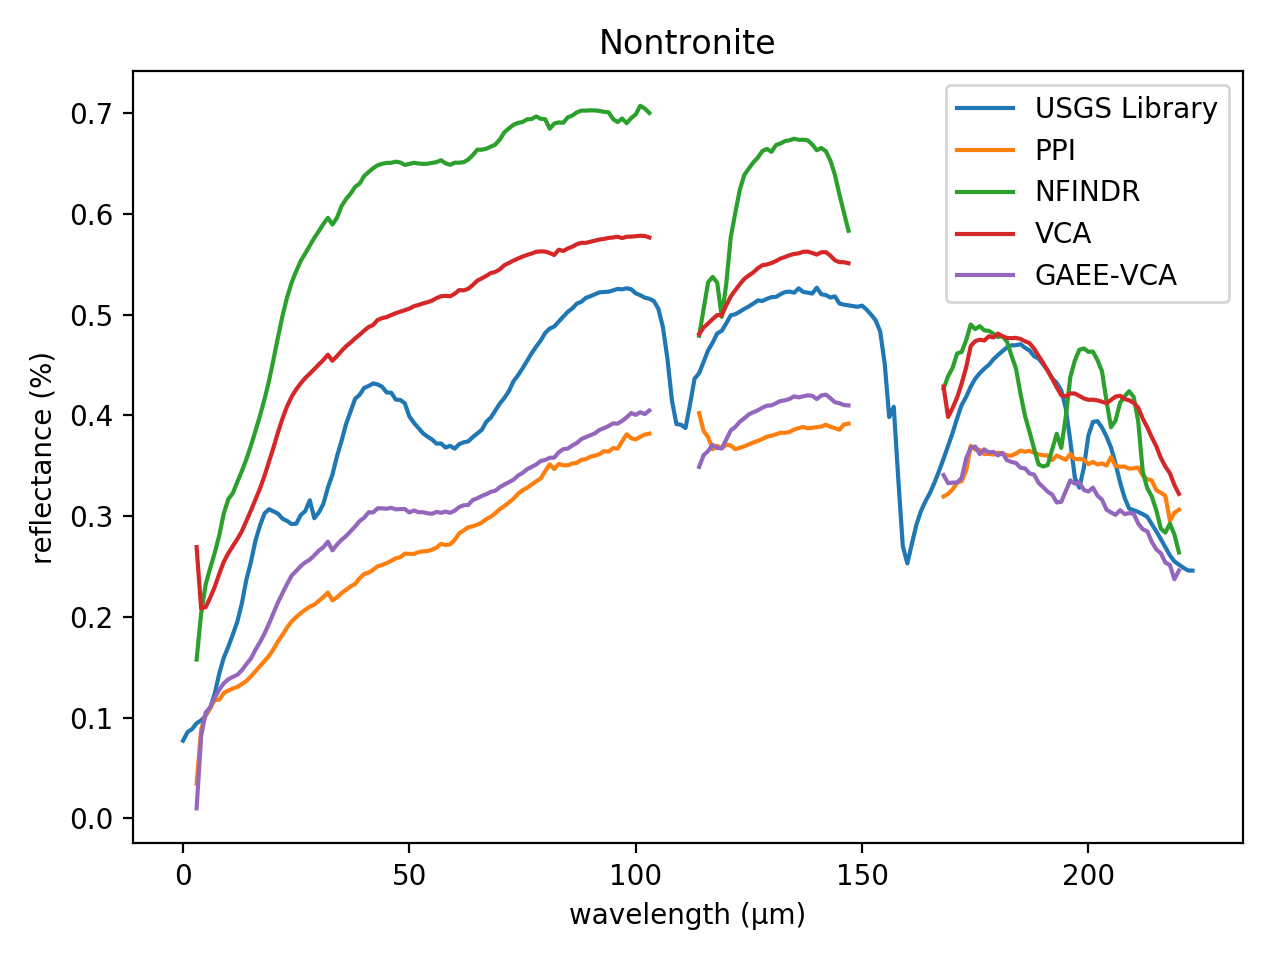 Nontronite
USGS Library
PPI
NFINDR
VCA
GAEE-VCA
reflectance (%)
0.7
0.6
0.5
0.4
0.3
0.2
0.1
0.0
0 50 100 150 200
wavelength (μm)